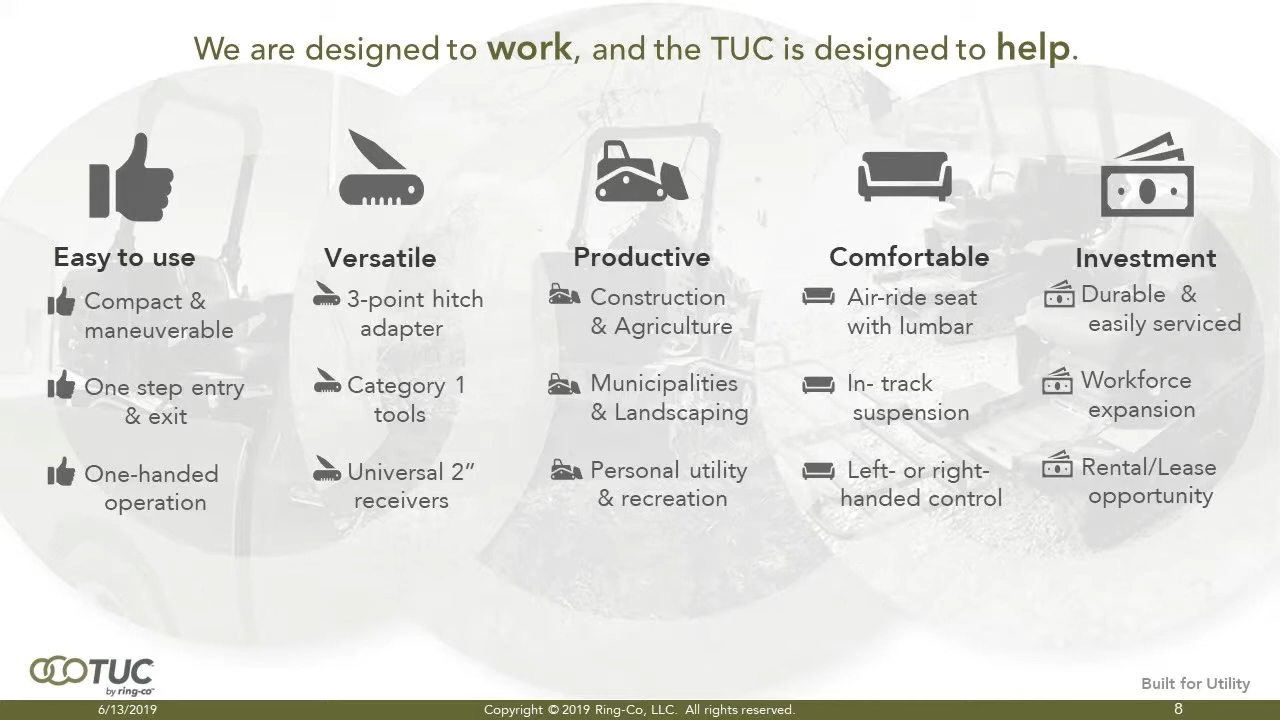 We are designed to work, and the TUC is designed to help.
Easy to use
Compact &
maneuverable
One step entry
& exit
One-handed
operation
Versatile
3-point hitch
adapter
Category 1
tools
Universal 2”
receivers
Productive
Construction
& Agriculture
Municipalities
& Landscaping
Personal utility
& recreation
Comfortable
Air-ride seat
with lumbar
In- track
suspension
Left- or right-
handed control
Investment
Durable &
easily serviced
Workforce
expansion
Rental/Lease
opportunity
TUC
by ring-co™
Built for Utility
6/13/2019
Copyright © 2019 Ring-Co, LLC. All rights reserved.
8